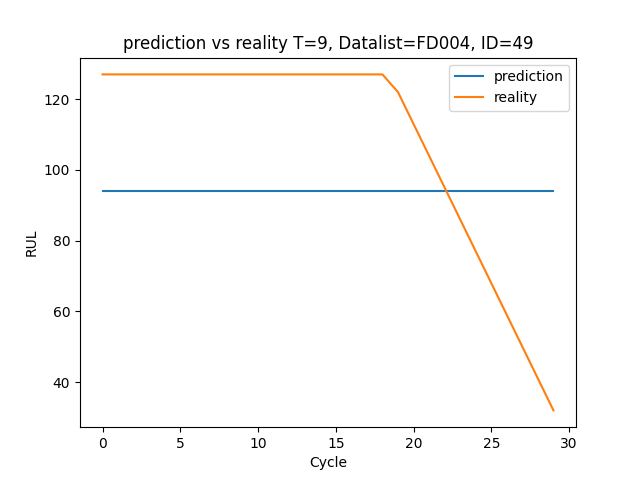 prediction vs reality T=9, Datalist=FD004, ID=49
prediction
reality
120
100
80
60
40
RUL
0 5 10 15 20 25 30
Cycle